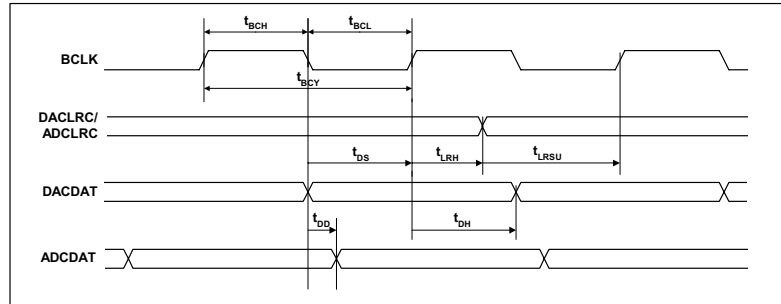 tBCH
tBCL
BCLK
tBCY
DACLRC/
ADCLRC
tDS
tLRH
tLRSU
DACDAT
tDD
tDH
ADCDAT